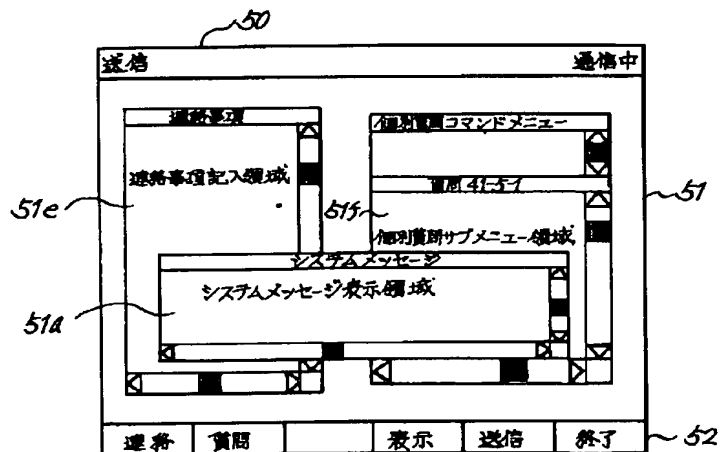 50
送信 通信中
連絡事項
個別質問コマンドメニュー
連絡事項記入領域
質問 41-5-1
51
51e
51f
個別質問サブメニュー領域
システムメッセージ
システムメッセージ表示領域
51a
連絡 質問 表示 送信 終了
52